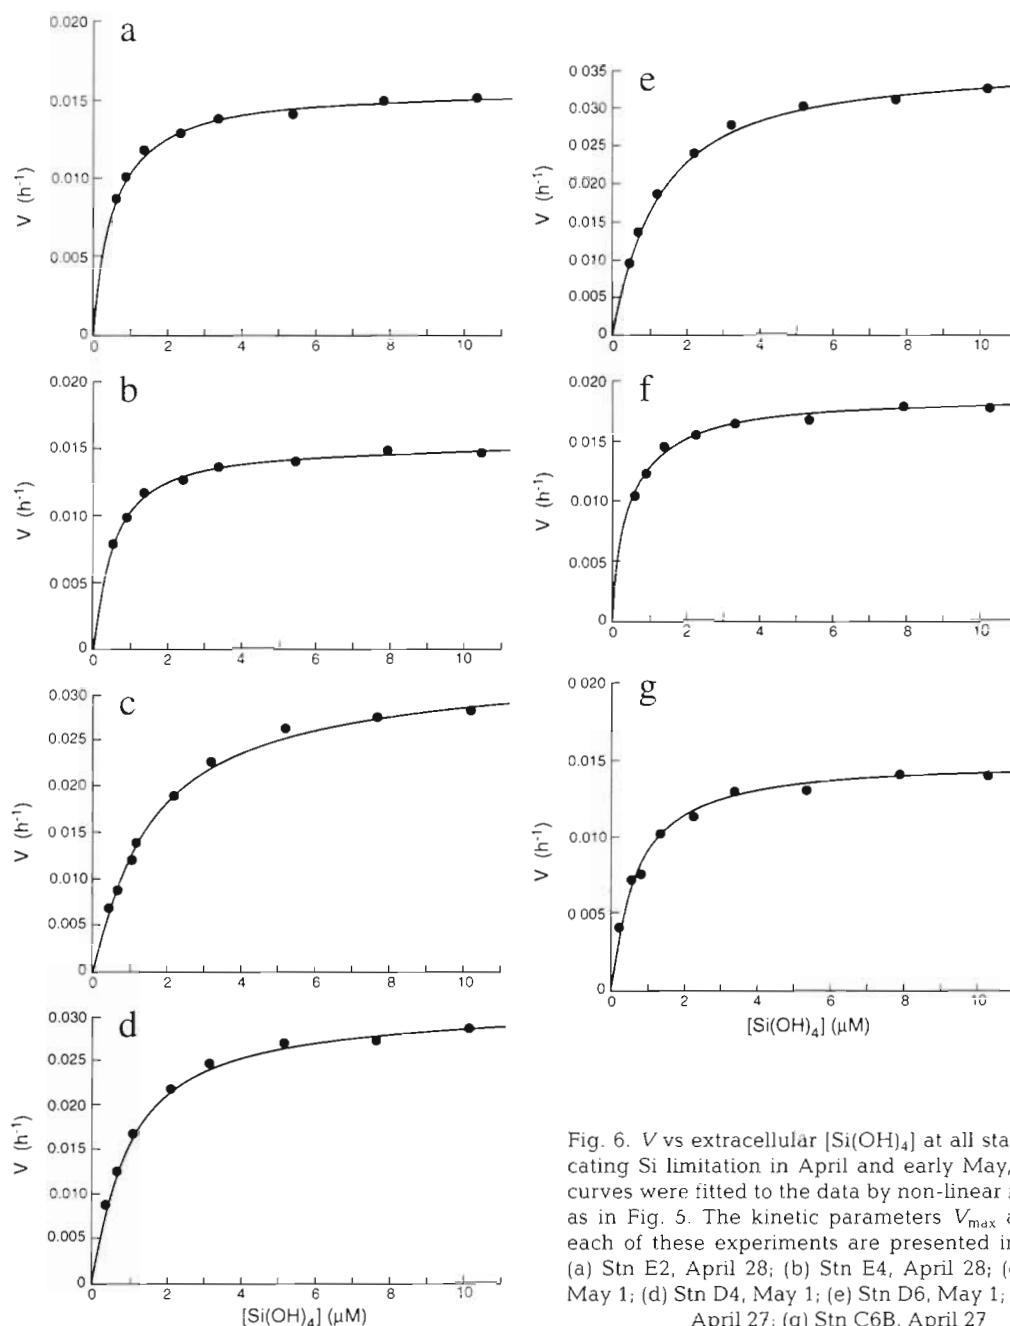 a
0.020
0.015
0.010
0.005
0
V (h⁻¹)
0 2 4 6 8 10
b
0.020
0.015
0.010
0 005
0
V (h⁻¹)
0 2 4 6 8 10
c
0.030
0.025
0.020
0.015
0.010
0.005
0
V (h⁻¹)
0 2 4 6 8 10
d
0.030
0.025
0.020
0.015
0.010
0.005
0
V (h⁻¹)
0 2 4 6 8 10
[Si(OH)₄] (μM)
e
0 035
0.035
0.030
0.025
0.020
0.015
0 010
0.005
0
V (h⁻¹)
0 2 4 6 8 10
f
0 020
0.015
0.010
0 005
0
V (h⁻¹)
0 2 4 6 8 10
g
0 020
0.015
0.010
0 005
0
V (h⁻¹)
0 2 4 6 8 10
[Si(OH)₄] (μM)
Fig. 6. V vs extracellular [Si(OH)₄] at all sta
cating Si limitation in April and early May,
curves were fitted to the data by non-linear
as in Fig. 5. The kinetic parameters Vmax a
each of these experiments are presented in
(a) Stn E2, April 28; (b) Stn E4, April 28; (
May 1; (d) Stn D4, May 1; (e) Stn D6, May 1;
April 27; (g) Stn C6B, April 27